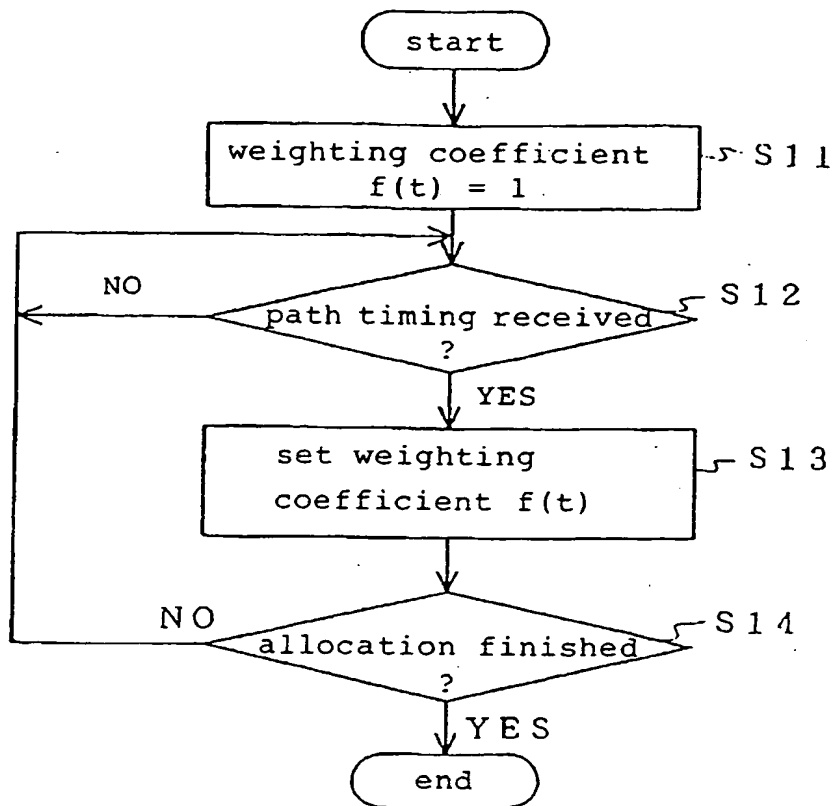 start
weighting coefficient
f(t) = 1
S11
NO
S12
path timing received
?
YES
set weighting
coefficient f(t)
S13
NO
S14
allocation finished
?
YES
end